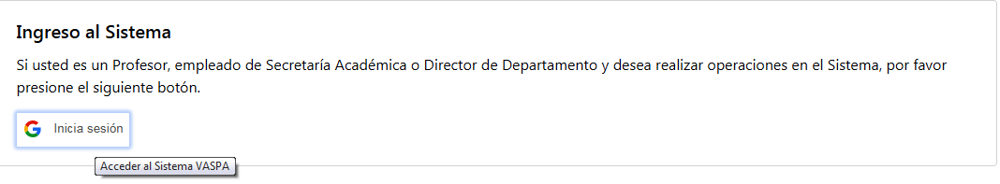 Ingreso al Sistema
Si usted es un Profesor, empleado de Secretaría Académica o Director de Departamento y desea realizar operaciones en el Sistema, por favor
presione el siguiente botón.
Inicia sesión
Acceder al Sistema VASPA